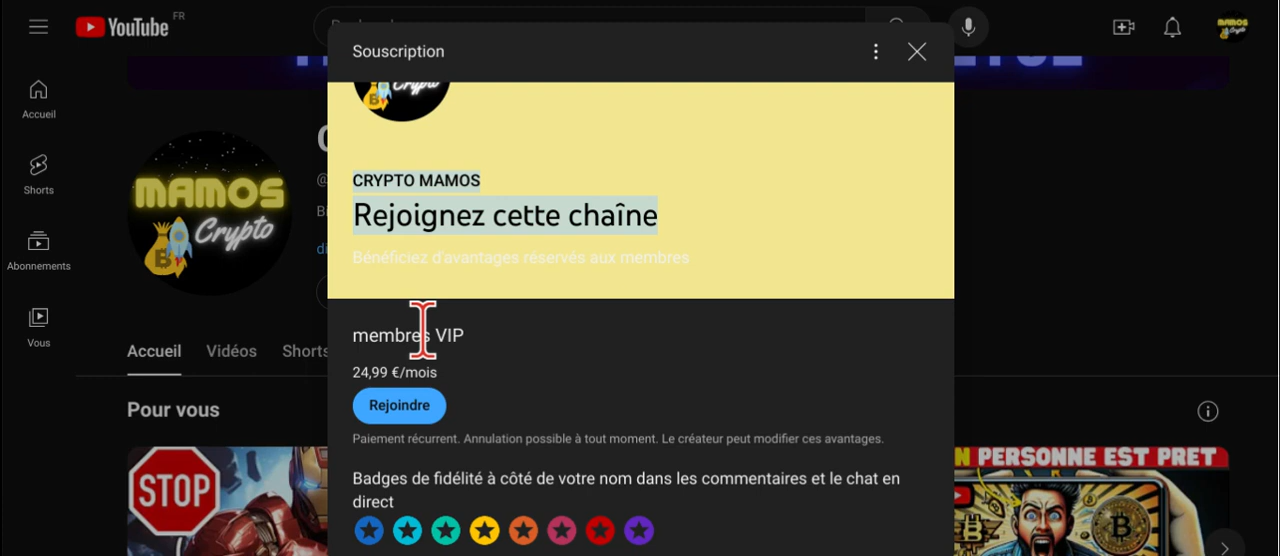 YouTube FR
Souscription
MAMOS
Crypto
CRYPTO MAMOS
Rejoignez cette chaîne
Bénéficiez d'avantages réservés aux membres
membres VIP
24,99 €/mois
Rejoindre
Paiement récurrent. Annulation possible à tout moment. Le créateur peut modifier ces avantages.
Badges de fidélité à côté de votre nom dans les commentaires et le chat en
direct
Accueil
Shorts
Abonnements
Vous
MAMOS
Crypto
Accueil Vidéos Shorts
Pour vous
STOP
PERSONNE EST PRET